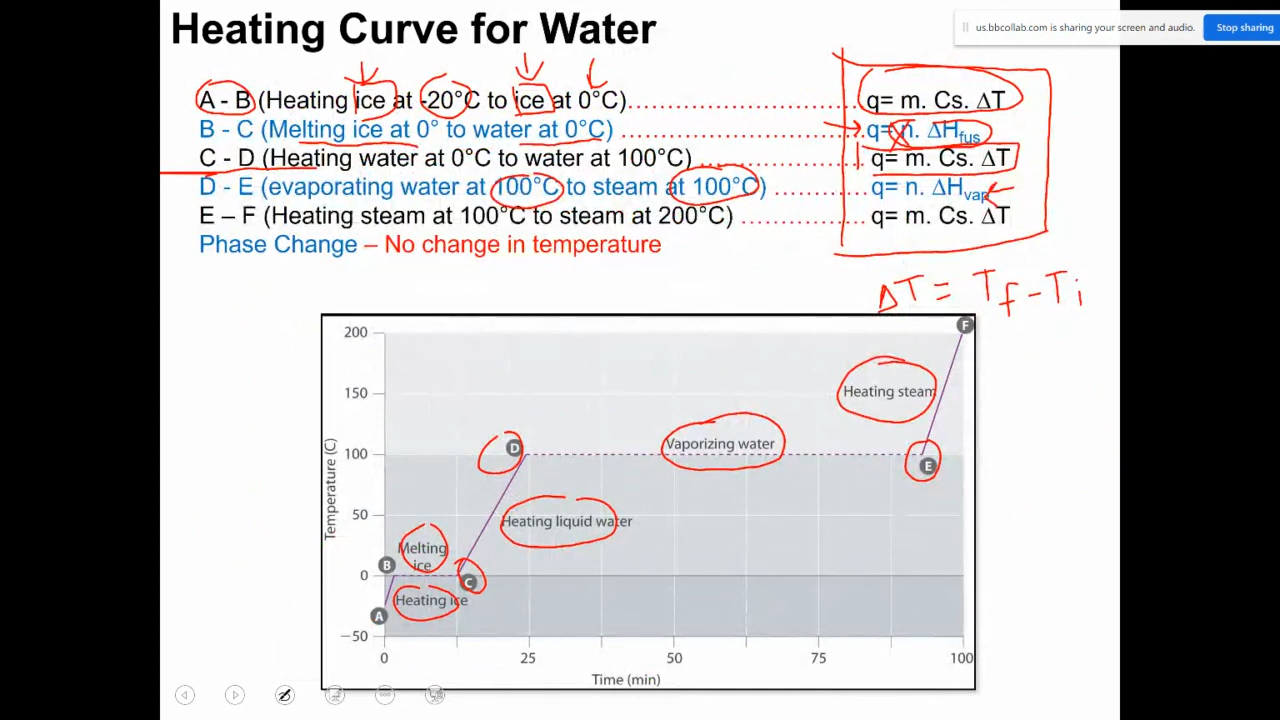 Heating Curve for Water
us.bbcollab.com is sharing your screen and audio.
Stop sharing
A - B (Heating ice at -20°C to ice at 0°C)............................................ q= m. Cs. ΔT
B - C (Melting ice at 0° to water at 0°C) ........................................ q= n. ΔHfus
C - D (Heating water at 0°C to water at 100°C) ............................ q= m. Cs. ΔT
D - E (evaporating water at 100°C to steam at 100°C) ................ q= n. ΔHvap
E – F (Heating steam at 100°C to steam at 200°C) ..................... q= m. Cs. ΔT
Phase Change – No change in temperature
ΔT = Tf - Ti
F
200
150
Heating steam
Vaporizing water
100
D
E
Temperature (C)
50
Heating liquid water
Melting
ice
B
0
C
Heating ice
A
−50
0 25 50 75 100
Time (min)